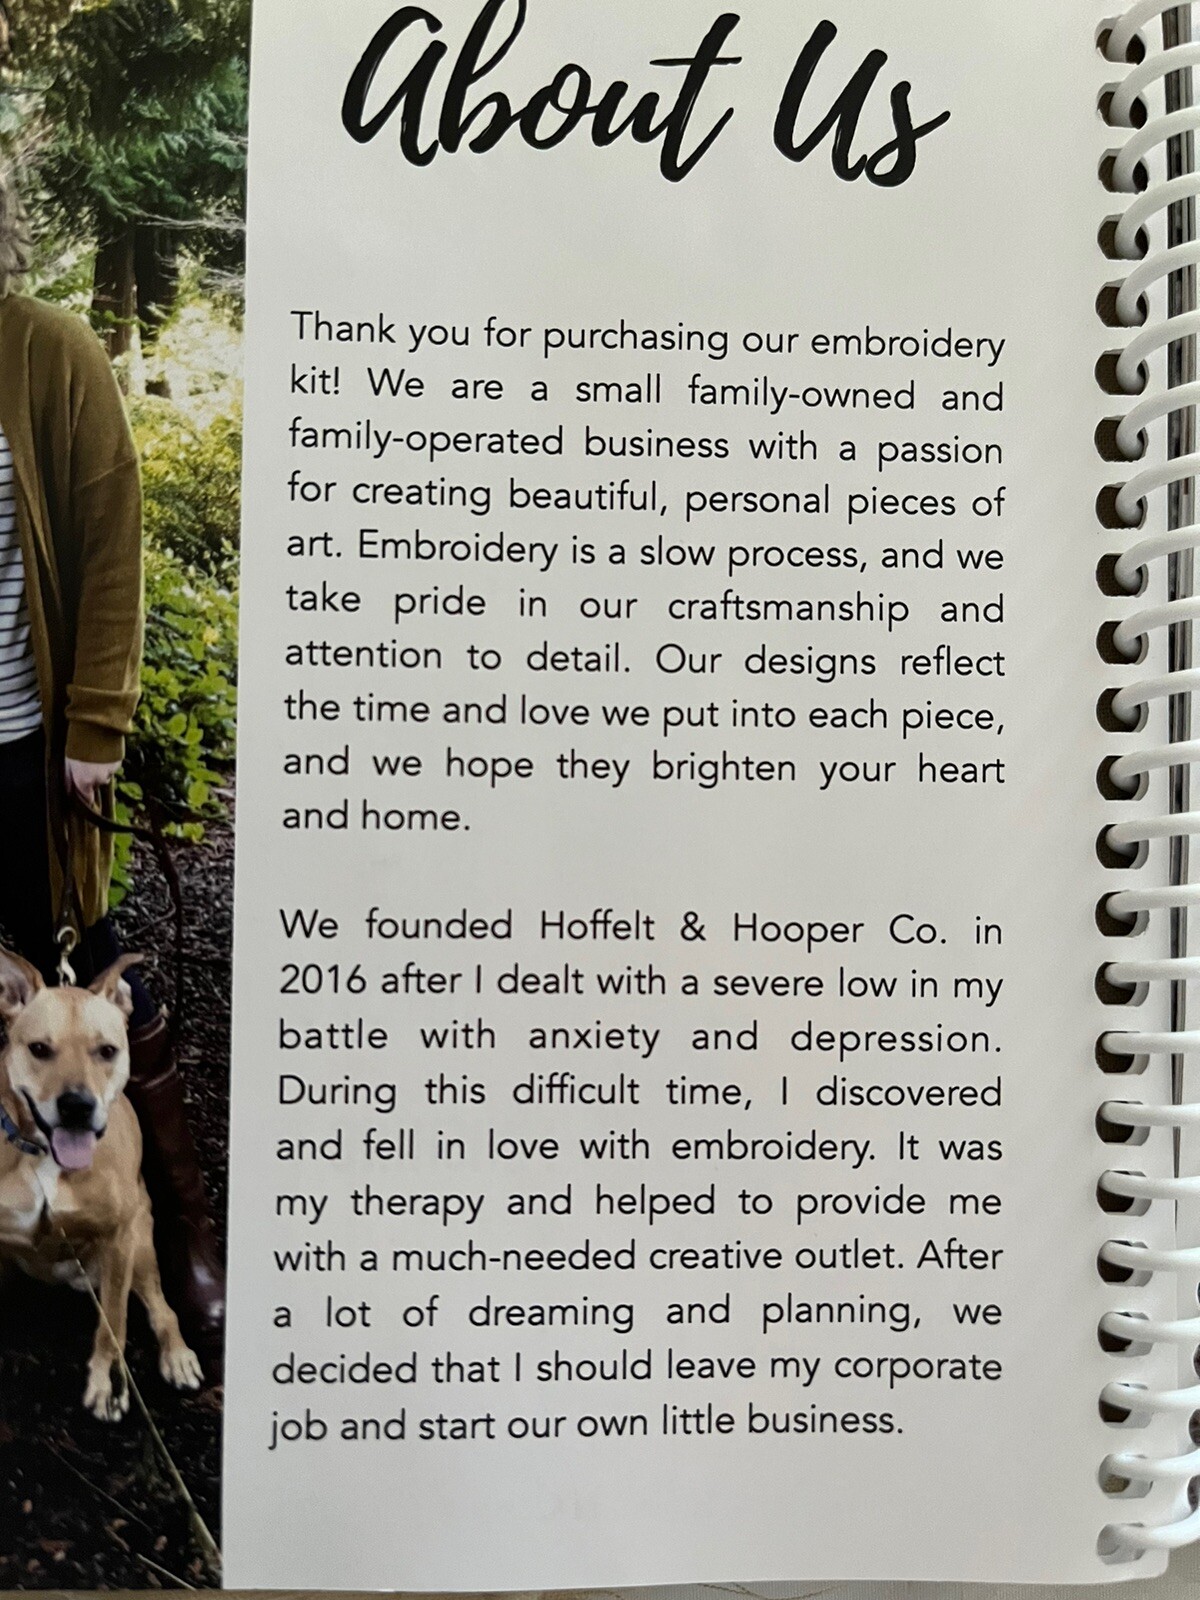 About Us
Thank you for purchasing our embroidery
kit! We are a small family-owned and
family-operated business with a passion
for creating beautiful, personal pieces of
art. Embroidery is a slow process, and we
take pride in our craftsmanship and
attention to detail. Our designs reflect
the time and love we put into each piece,
and we hope they brighten your heart
and home.
We founded Hoffelt & Hooper Co. in
2016 after I dealt with a severe low in my
battle with anxiety and depression.
During this difficult time, I discovered
and fell in love with embroidery. It was
my therapy and helped to provide me
with a much-needed creative outlet. After
a lot of dreaming and planning, we
decided that I should leave my corporate
job and start our own little business.